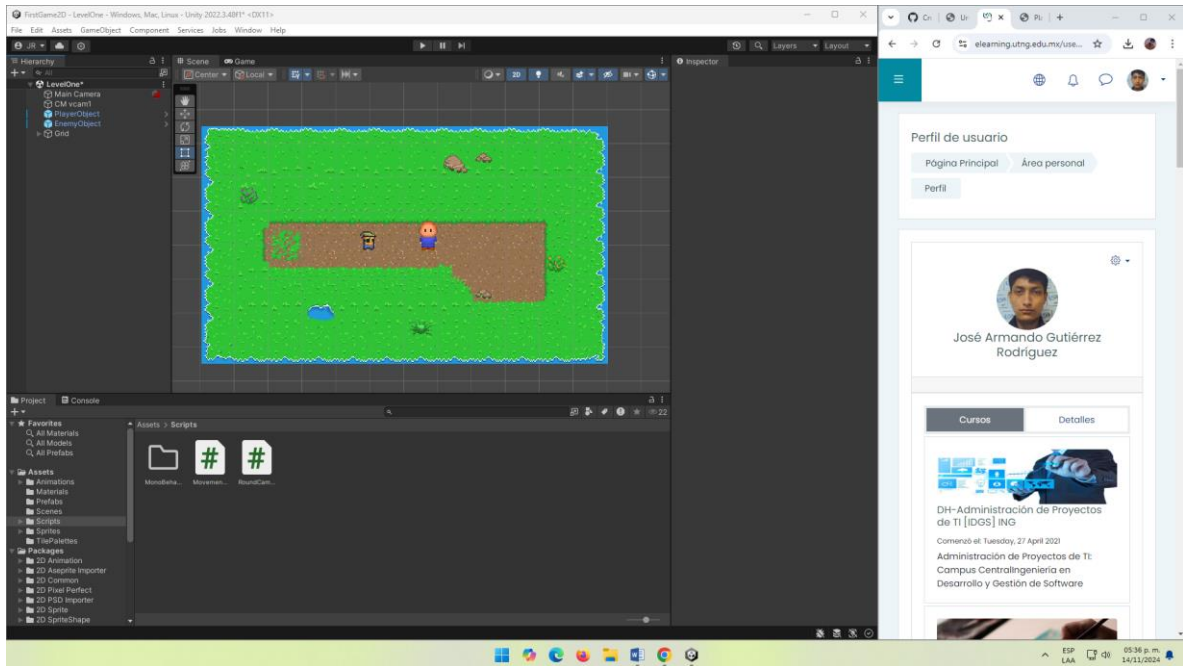 FirstGame2D - LevelOne - Windows, Mac, Linux - Unity 2022.3.48f1* <DX11>
File Edit Assets GameObject Component Services Jobs Window Help
JR
Layers Layout
Hierarchy
Scene Game
Inspector
All
Center Local 2D
LevelOne*
Main Camera
CM vcam1
PlayerObject
EnemyObject
Grid
Project Console
22
Favorites
All Materials
All Models
All Prefabs
Assets
Animations
Materials
Prefabs
Scenes
Scripts
Sprites
TilePalettes
Packages
2D Animation
2D Aseprite Importer
2D Common
2D Pixel Perfect
2D PSD Importer
2D Sprite
2D SpriteShape
Assets > Scripts
MonoBeha... Movemen... RoundCam...
elearning.utng.edu.mx/use...
Perfil de usuario
Página Principal Área personal
Perfil
José Armando Gutiérrez
Rodríguez
Cursos Detalles
DH-Administración de Proyectos
de TI [IDGS] ING
Comenzó el: Tuesday, 27 April 2021
Administración de Proyectos de TI:
Campus CentralIngeniería en
Desarrollo y Gestión de Software
ESP
LAA
05:36 p. m.
14/11/2024